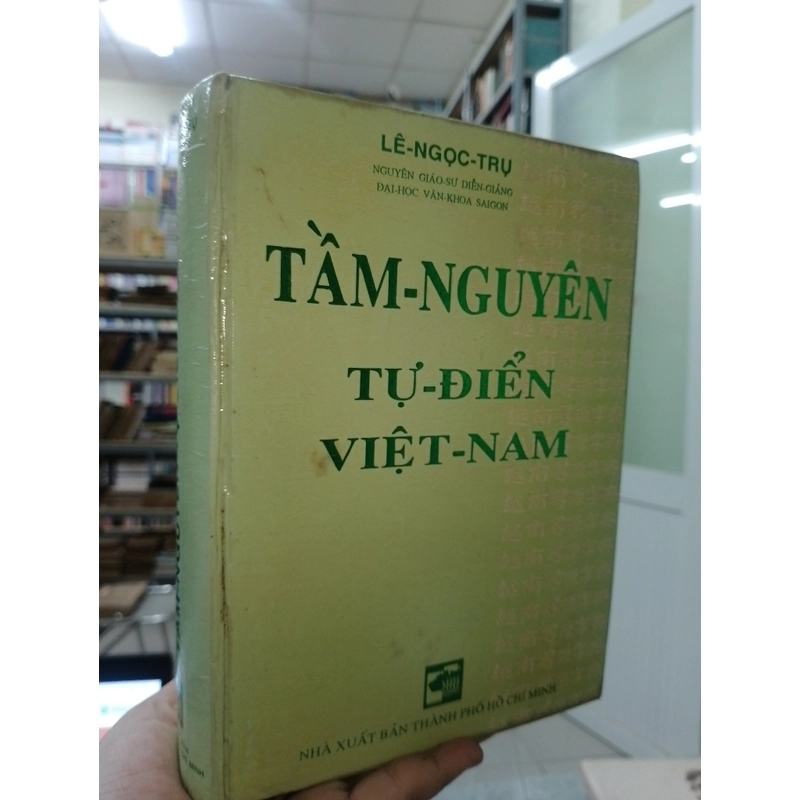 LÊ-NGỌC-TRỤ
NGUYÊN GIÁO-SƯ DIỄN-GIẢNG
ĐẠI-HỌC VĂN-KHOA SAIGON
TẦM-NGUYÊN
TỰ-ĐIỂN
VIỆT-NAM
NHÀ XUẤT BẢN THÀNH PHỐ HỒ CHÍ MINH